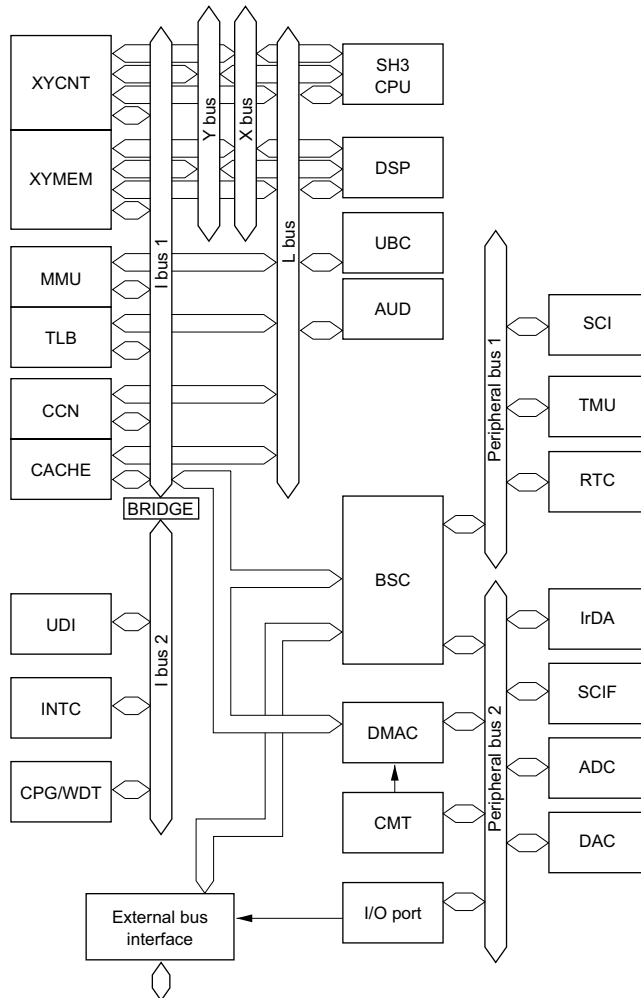 XYCNT
XYMEM
MMU
TLB
CCN
CACHE
BRIDGE
UDI
INTC
CPG/WDT
I bus 1
I bus 2
Y bus
X bus
L bus
SH3
CPU
DSP
UBC
AUD
BSC
DMAC
CMT
I/O port
External bus
interface
Peripheral bus 1
Peripheral bus 2
SCI
TMU
RTC
IrDA
SCIF
ADC
DAC